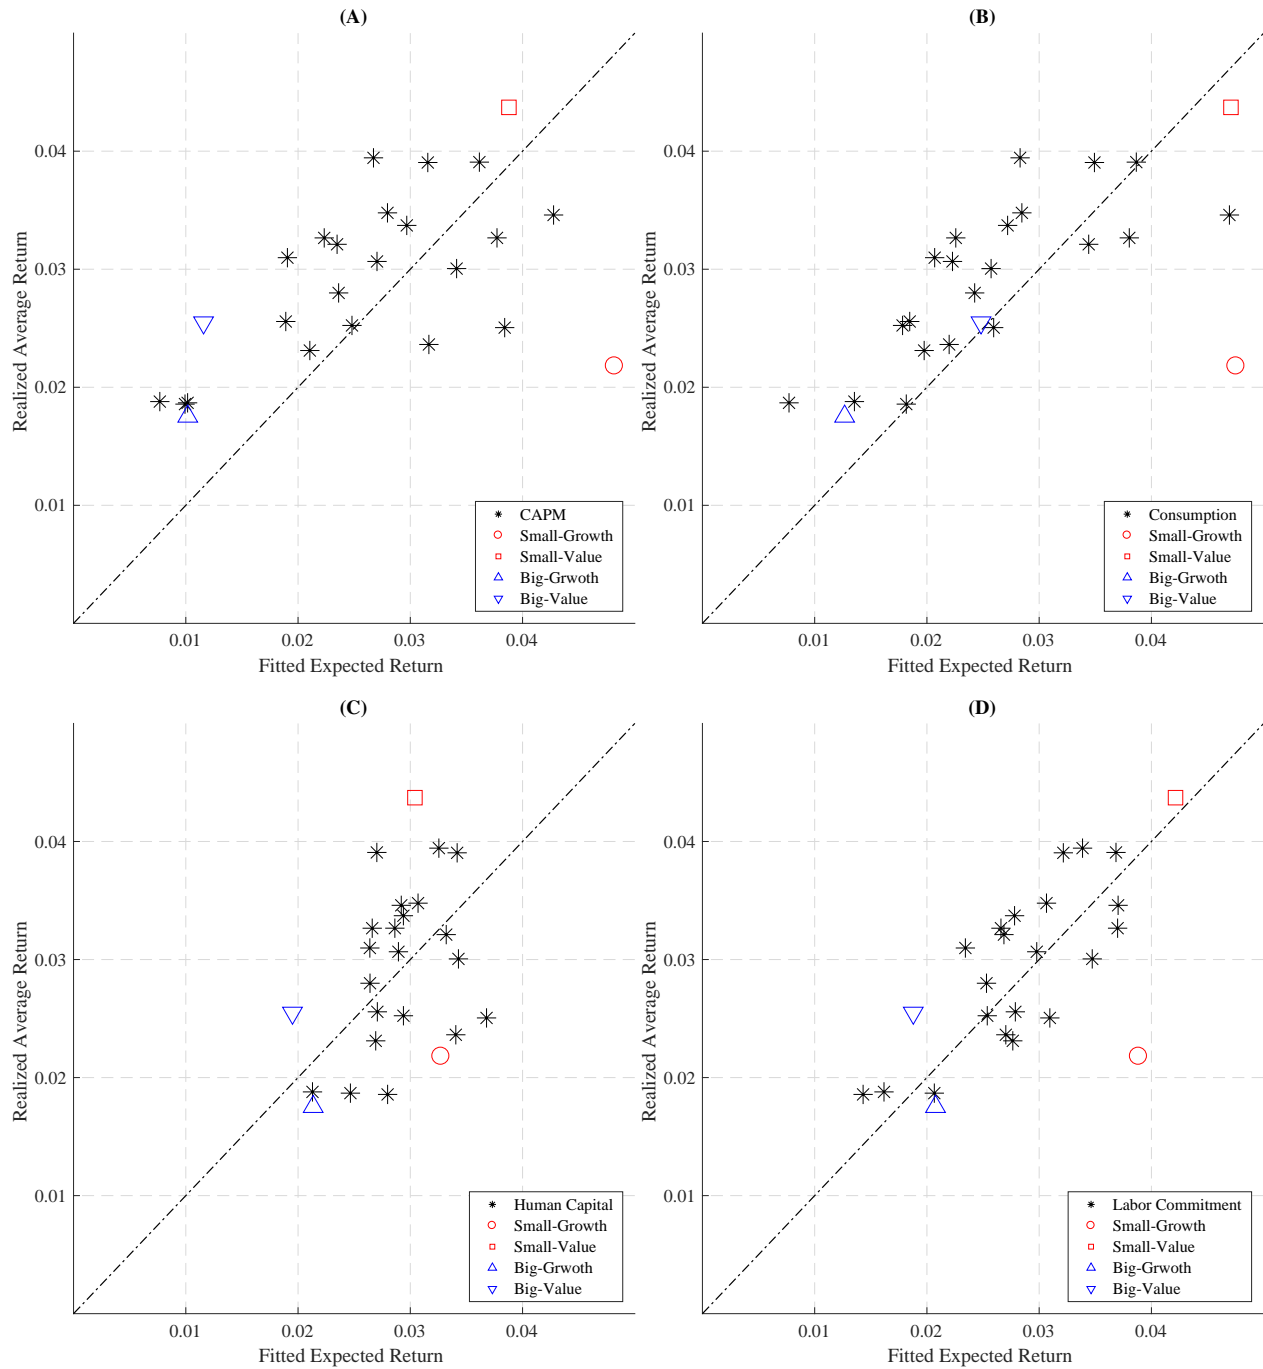 (A)
0.04
0.03
0.02
0.01
Realized Average Return
0.01 0.02 0.03 0.04
Fitted Expected Return
CAPM
Small-Growth
Small-Value
Big-Grwoth
Big-Value
(B)
0.04
0.03
0.02
0.01
Realized Average Return
0.01 0.02 0.03 0.04
Fitted Expected Return
Consumption
Small-Growth
Small-Value
Big-Grwoth
Big-Value
(C)
0.04
0.03
0.02
0.01
Realized Average Return
0.01 0.02 0.03 0.04
Fitted Expected Return
Human Capital
Small-Growth
Small-Value
Big-Grwoth
Big-Value
(D)
0.04
0.03
0.02
0.01
Realized Average Return
0.01 0.02 0.03 0.04
Fitted Expected Return
Labor Commitment
Small-Growth
Small-Value
Big-Grwoth
Big-Value